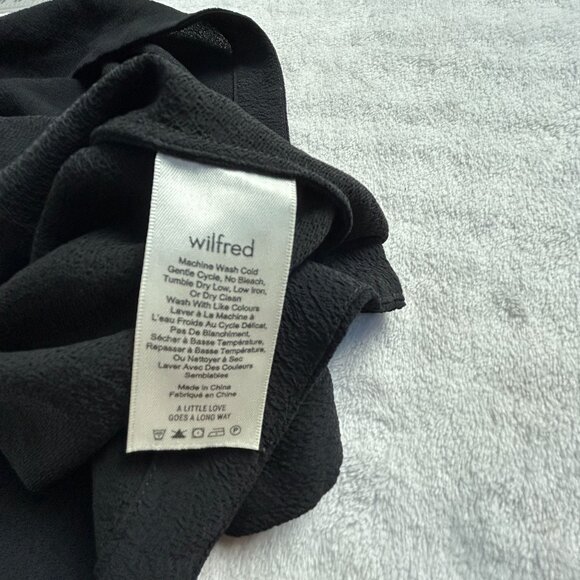 wilfred
Machine Wash Cold
Gentle Cycle, No Bleach,
Tumble Dry Low, Low Iron,
Or Dry Clean
Wash With Like Colours
Laver à La Machine à
L'eau Froide Au Cycle Délicat,
Pas De Blanchiment,
Sécher à Basse Température,
Repasser à Basse Température,
Ou Nettoyer à Sec
Laver Avec Des Couleurs
Semblables
Made in China
Fabriqué en Chine
A LITTLE LOVE
GOES A LONG WAY
P